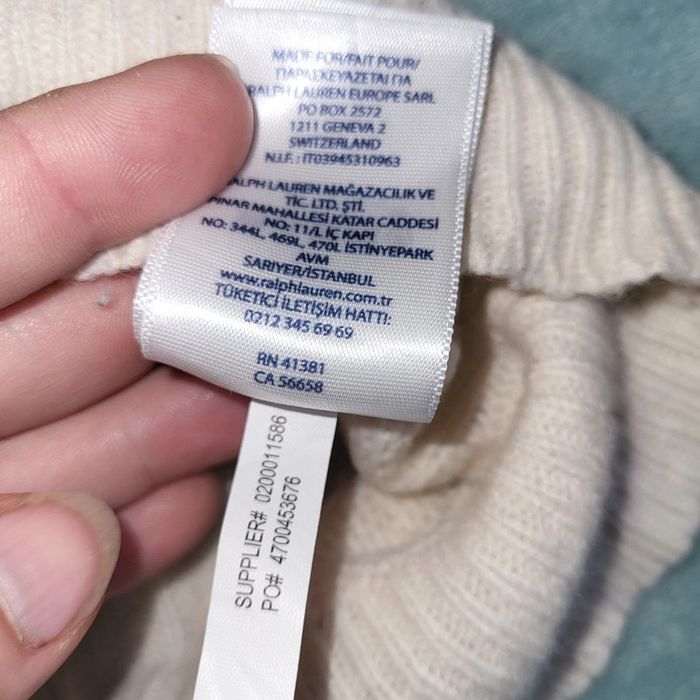 MADE FOR/FAIT POUR/
ΠΑΡΑΣΚΕΥΑΖΕΤΑΙ ΓΙΑ
RALPH LAUREN EUROPE SARL
PO BOX 2572
1211 GENEVA 2
SWITZERLAND
N.I.F.: IT03945310963
RALPH LAUREN MAĞAZACILIK VE
TİC. LTD. ŞTİ.
PINAR MAHALLESİ KATAR CADDESİ
NO: 11/L İÇ KAPI
NO: 344L, 469L, 470L İSTİNYEPARK
AVM
SARIYER/İSTANBUL
www.ralphlauren.com.tr
TÜKETİCİ İLETİŞİM HATTI:
0212 345 69 69
RN 41381
CA 56658
SUPPLIER# 0200011586
PO# 4700453676